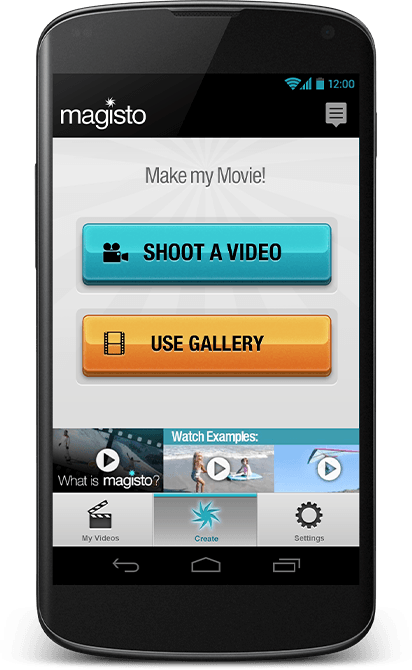 12:00
magisto
Make my Movie!
SHOOT A VIDEO
USE GALLERY
Watch Examples:
What is magisto?
My Videos
Create
Settings